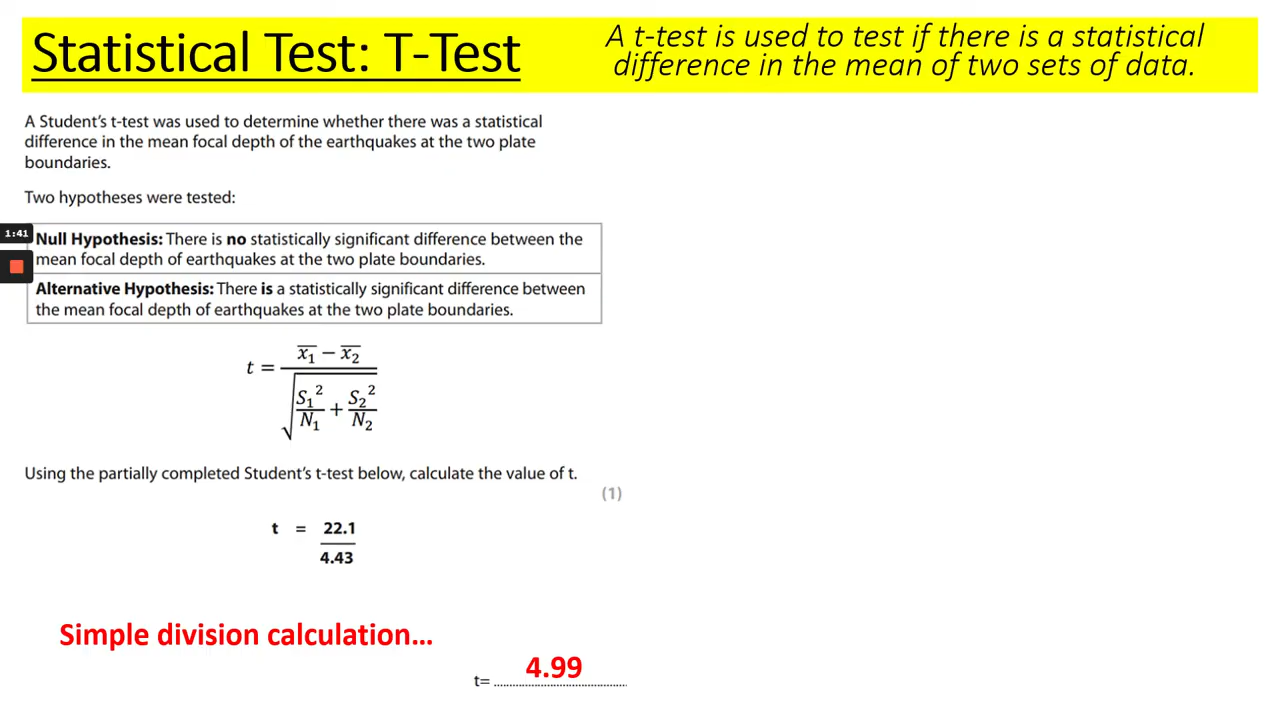 Statistical Test: T-Test
A t-test is used to test if there is a statistical
difference in the mean of two sets of data.
A Student's t-test was used to determine whether there was a statistical
difference in the mean focal depth of the earthquakes at the two plate
boundaries.
Two hypotheses were tested:
1:41
Null Hypothesis: There is no statistically significant difference between the
mean focal depth of earthquakes at the two plate boundaries.
Alternative Hypothesis: There is a statistically significant difference between
the mean focal depth of earthquakes at the two plate boundaries.
t = (x̄₁ − x̄₂) / √(S₁²/N₁ + S₂²/N₂)
Using the partially completed Student's t-test below, calculate the value of t.
(1)
t = 22.1
4.43
Simple division calculation…
t= 4.99